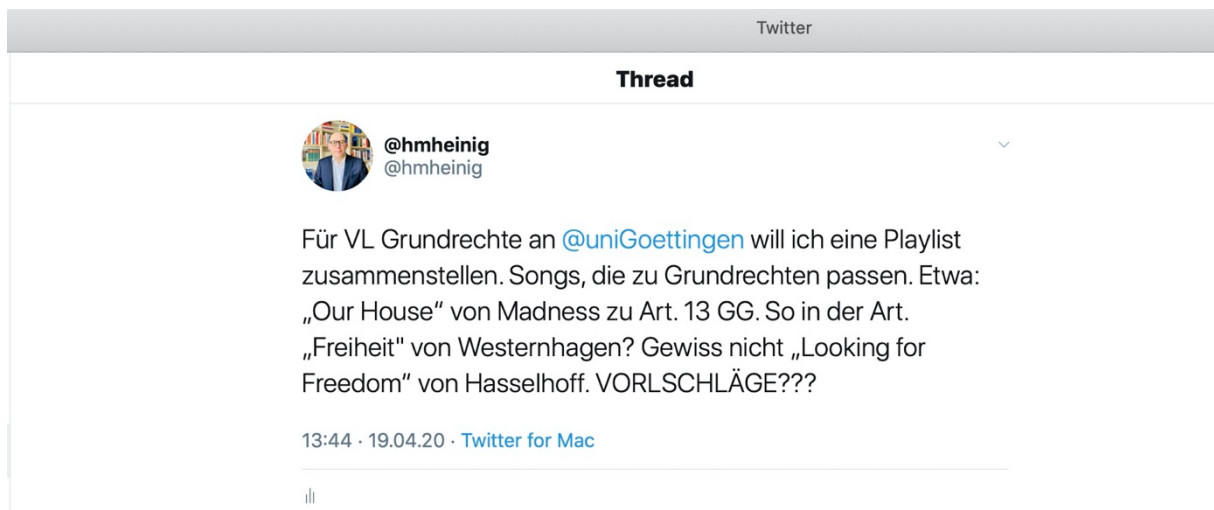 Twitter
Thread
@hmheinig
@hmheinig
Für VL Grundrechte an @uniGoettingen will ich eine Playlist
zusammenstellen. Songs, die zu Grundrechten passen. Etwa:
„Our House“ von Madness zu Art. 13 GG. So in der Art.
„Freiheit" von Westernhagen? Gewiss nicht „Looking for
Freedom“ von Hasselhoff. VORLSCHLÄGE???
13:44 · 19.04.20 · Twitter for Mac